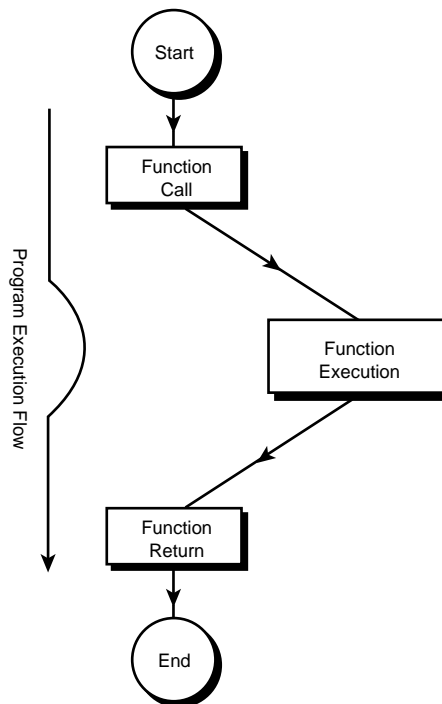 Start
Function
Call
Program Execution Flow
Function
Execution
Function
Return
End